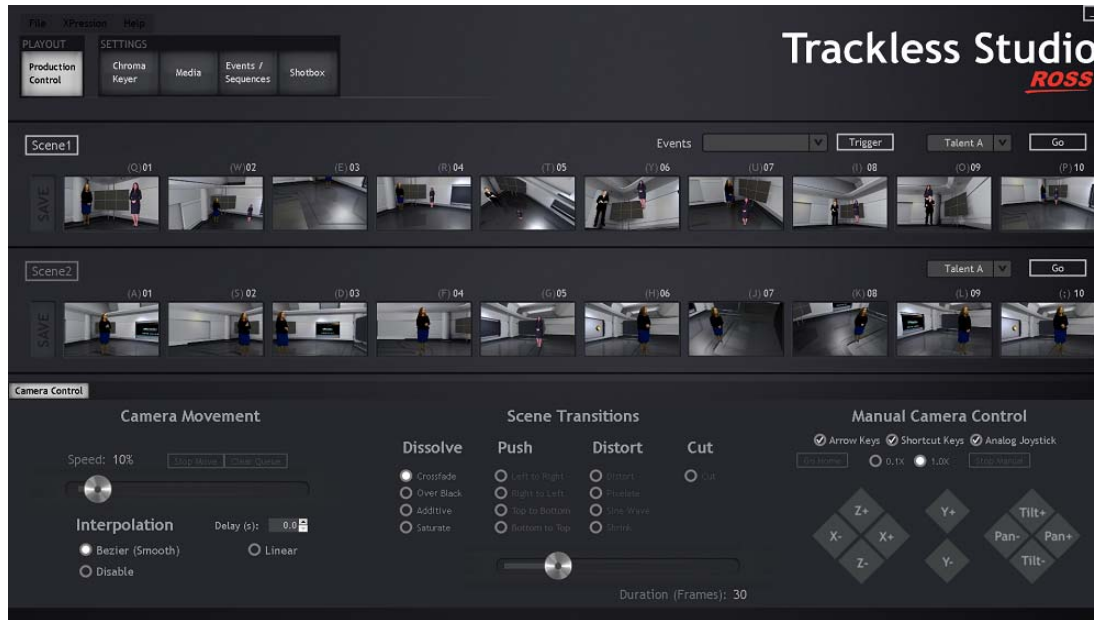 File XPression Help
PLAYOUT SETTINGS
Production Control
Chroma Keyer
Media
Events / Sequences
Shotbox
Trackless Studio
ROSS
Scene1
Events
Trigger
Talent A
Go
(Q)01 (W)02 (E)03 (R)04 (T)05 (Y)06 (U)07 (I) 08 (O)09 (P)10
SAVE
Scene2
Talent A
Go
(A)01 (S)02 (D)03 (F)04 (G)05 (H)06 (J)07 (K)08 (L)09 (;) 10
SAVE
Camera Control
Camera Movement
Speed: 10%
Stop Move Clear Queue
Interpolation
Delay (s): 0.0
Bezier (Smooth) Linear
Disable
Scene Transitions
Dissolve Push Distort Cut
Crossfade Left to Right Distort Cut
Over Black Right to Left Pixelate
Additive Top to Bottom Sine Wave
Saturate Bottom to Top Shrink
Duration (Frames): 30
Manual Camera Control
Arrow Keys Shortcut Keys Analog Joystick
Go Home 0.1X 1.0X Stop Manual
Z+ Y+ Tilt+
X- X+ Pan- Pan+
Z- Y- Tilt-